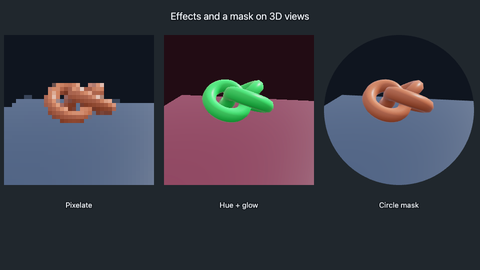 Effects and a mask on 3D views
Pixelate
Hue + glow
Circle mask